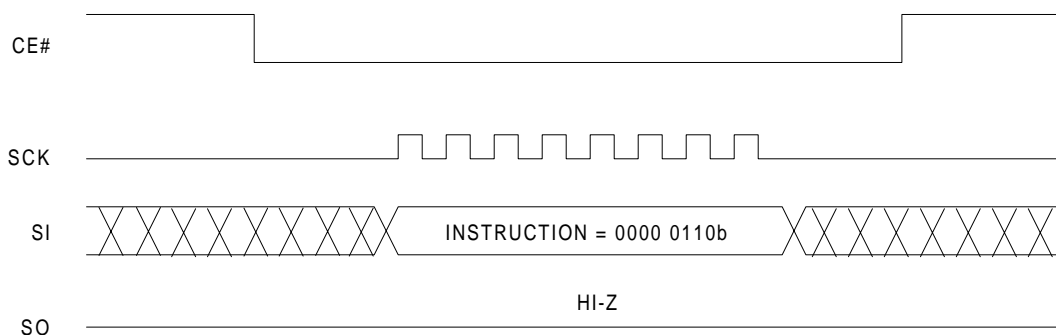 CE#
SCK
SI
INSTRUCTION = 0000 0110b
HI-Z
SO